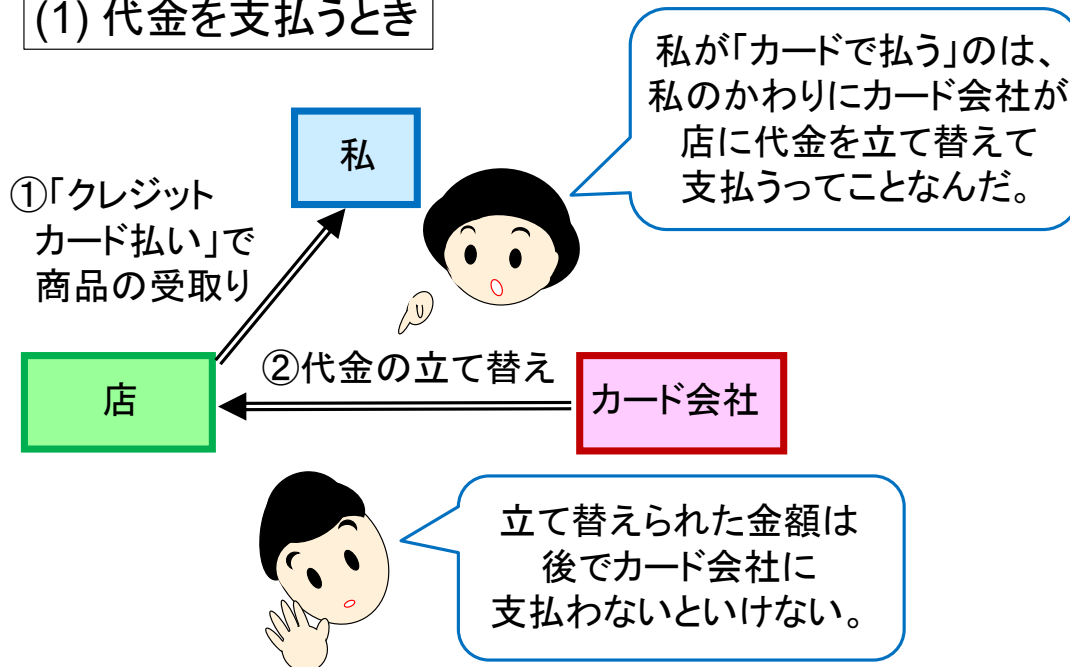 (1) 代金を支払うとき
私が「カードで払う」のは、
私のかわりにカード会社が
店に代金を立て替えて
支払うってことなんだ。
私
①「クレジット
カード払い」で
商品の受取り
②代金の立て替え
店
カード会社
立て替えられた金額は
後でカード会社に
支払わないといけない。